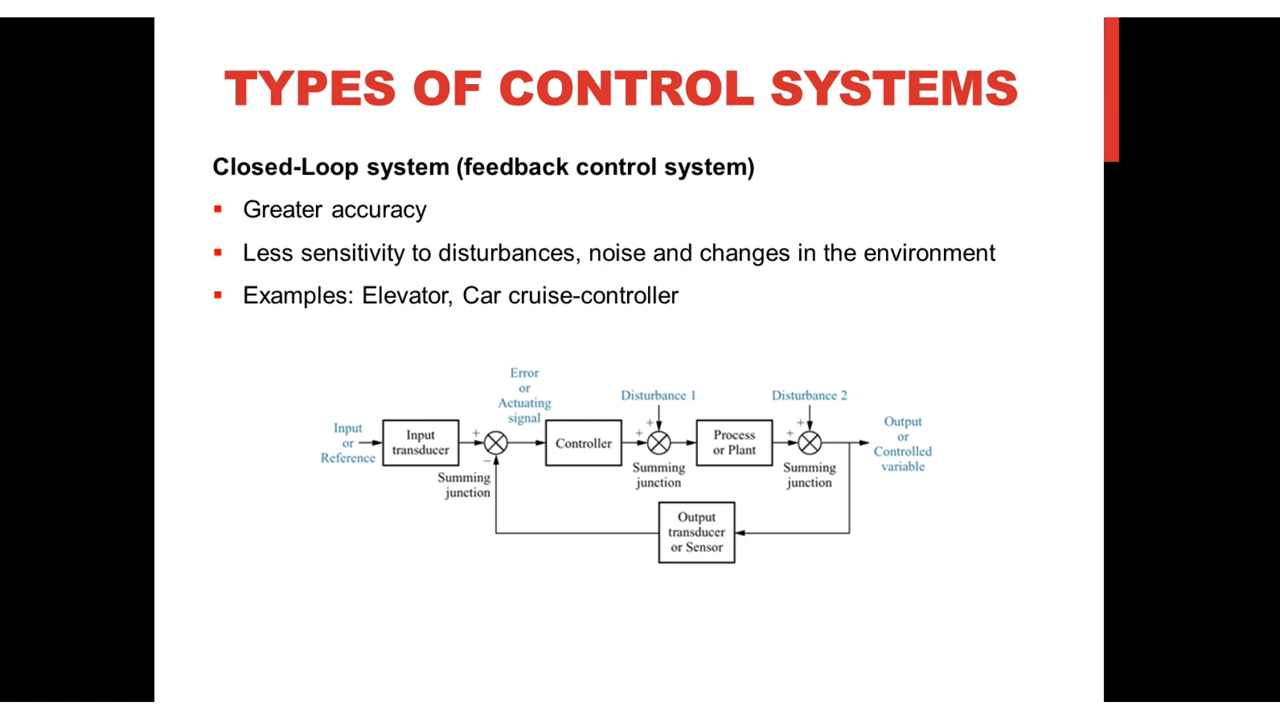 TYPES OF CONTROL SYSTEMS
Closed-Loop system (feedback control system)
Greater accuracy
Less sensitivity to disturbances, noise and changes in the environment
Examples: Elevator, Car cruise-controller
Error
or
Actuating
signal
Disturbance 1
Disturbance 2
Input
or
Reference
Input
transducer
+
−
Summing
junction
Controller
+
+
Summing
junction
Process
or Plant
+
+
Summing
junction
Output
or
Controlled
variable
Output
transducer
or Sensor